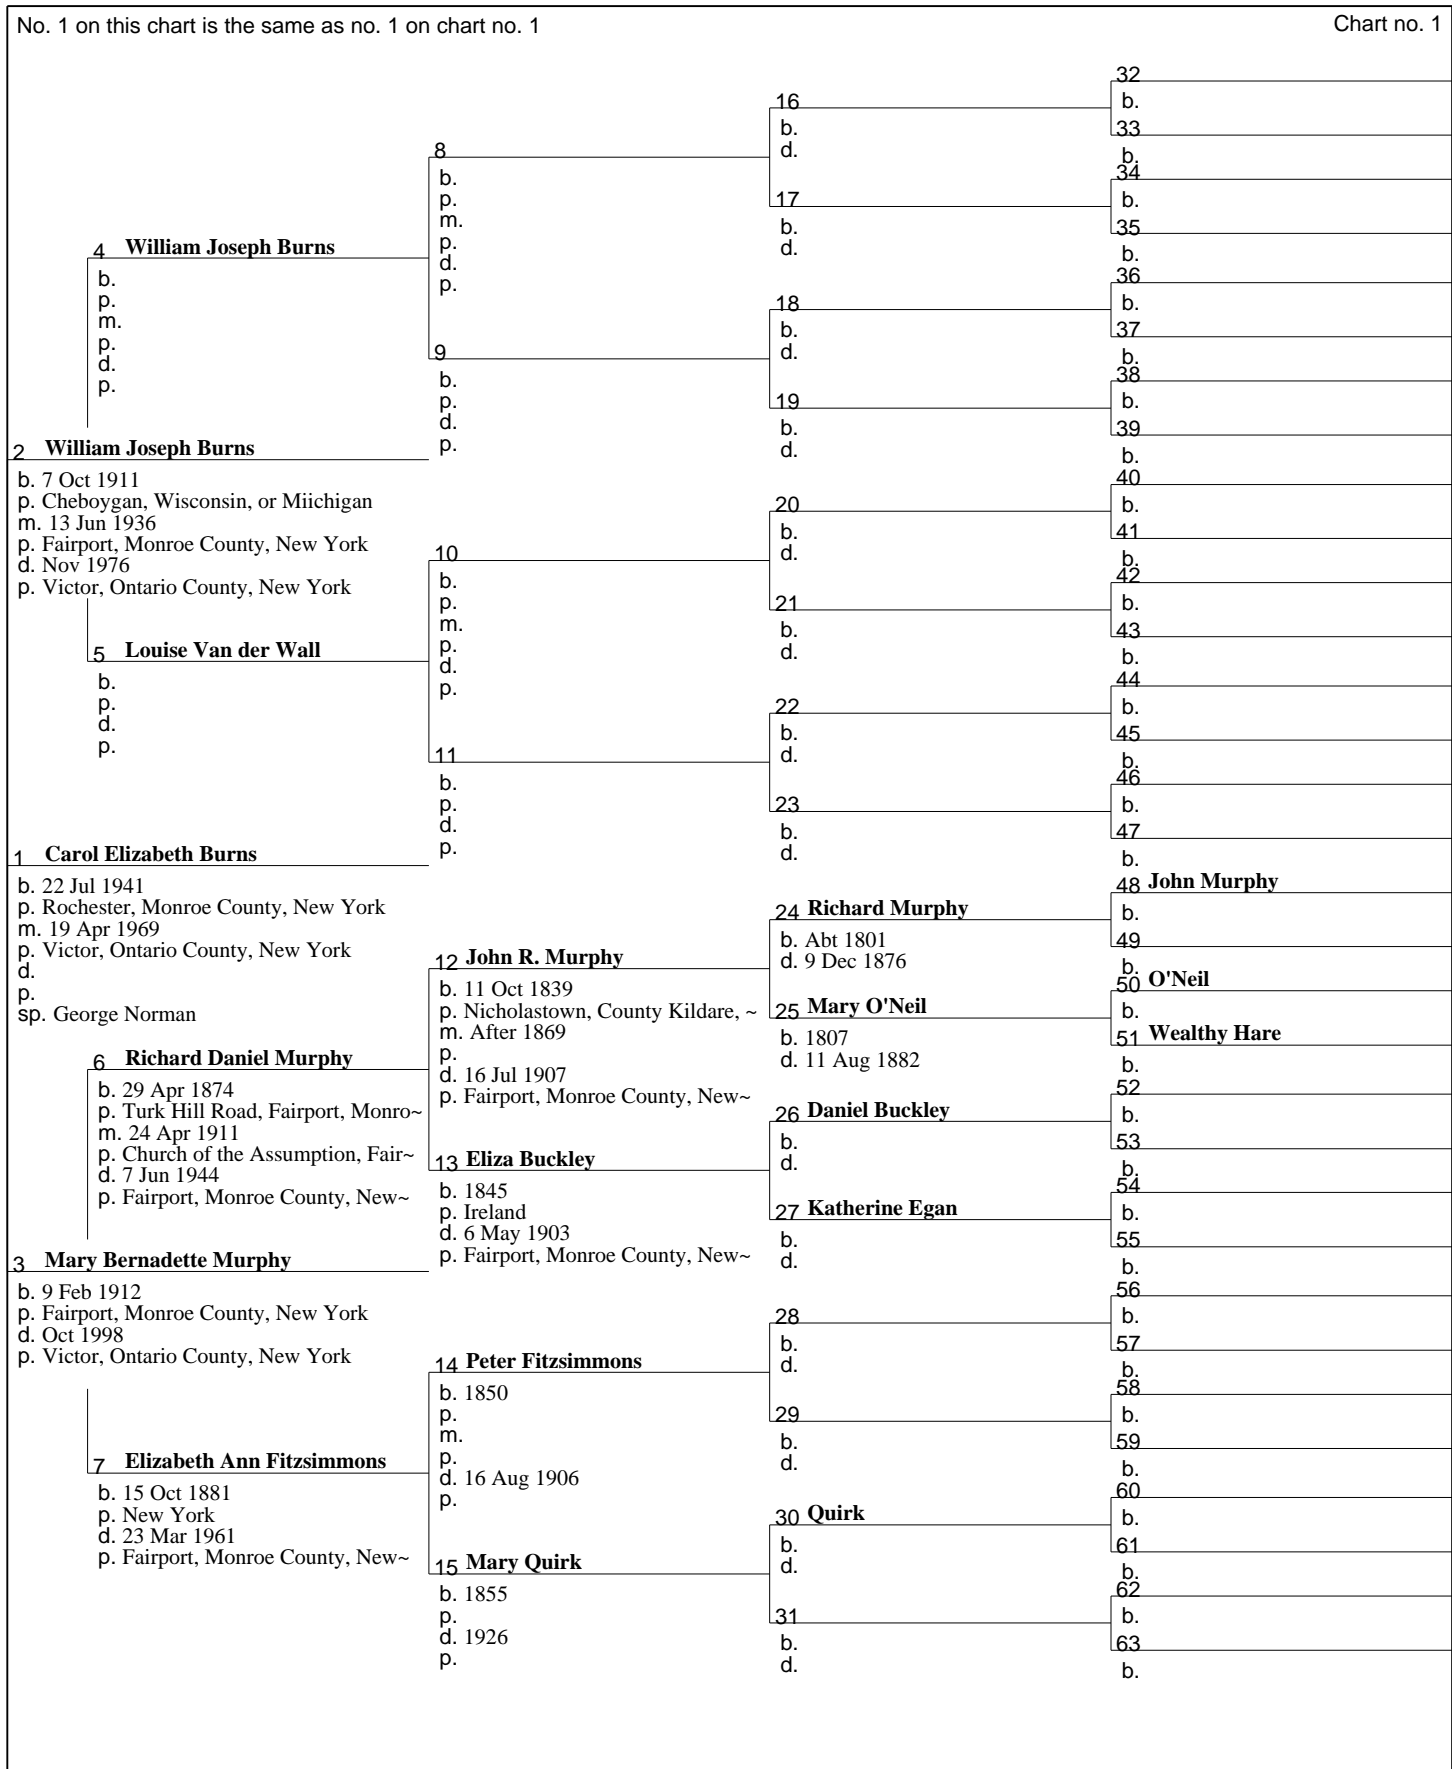 No. 1 on this chart is the same as no. 1 on chart no. 1
Chart no. 1
4 William Joseph Burns
b.
p.
m.
p.
d.
p.
2 William Joseph Burns
b. 7 Oct 1911
p. Cheboygan, Wisconsin, or Miichigan
m. 13 Jun 1936
p. Fairport, Monroe County, New York
d. Nov 1976
p. Victor, Ontario County, New York
5 Louise Van der Wall
b.
p.
d.
p.
1 Carol Elizabeth Burns
b. 22 Jul 1941
p. Rochester, Monroe County, New York
m. 19 Apr 1969
p. Victor, Ontario County, New York
d.
p.
sp. George Norman
6 Richard Daniel Murphy
b. 29 Apr 1874
p. Turk Hill Road, Fairport, Monro~
m. 24 Apr 1911
p. Church of the Assumption, Fair~
d. 7 Jun 1944
p. Fairport, Monroe County, New~
3 Mary Bernadette Murphy
b. 9 Feb 1912
p. Fairport, Monroe County, New York
d. Oct 1998
p. Victor, Ontario County, New York
7 Elizabeth Ann Fitzsimmons
b. 15 Oct 1881
p. New York
d. 23 Mar 1961
p. Fairport, Monroe County, New~
8
b.
p.
m.
p.
d.
p.
9
b.
p.
d.
p.
10
b.
p.
m.
p.
d.
p.
11
b.
p.
d.
p.
12 John R. Murphy
b. 11 Oct 1839
p. Nicholastown, County Kildare, ~
m. After 1869
p.
d. 16 Jul 1907
p. Fairport, Monroe County, New~
13 Eliza Buckley
b. 1845
p. Ireland
d. 6 May 1903
p. Fairport, Monroe County, New~
14 Peter Fitzsimmons
b. 1850
p.
m.
p.
d. 16 Aug 1906
p.
15 Mary Quirk
b. 1855
p.
d. 1926
p.
16
b.
d.
17
b.
d.
18
b.
d.
19
b.
d.
20
b.
d.
21
b.
d.
22
b.
d.
23
b.
d.
24 Richard Murphy
b. Abt 1801
d. 9 Dec 1876
25 Mary O'Neil
b. 1807
d. 11 Aug 1882
26 Daniel Buckley
b.
d.
27 Katherine Egan
b.
d.
28
b.
d.
29
b.
d.
30 Quirk
b.
d.
31
b.
d.
32
b.
33
b.
34
b.
35
b.
36
b.
37
b.
38
b.
39
b.
40
b.
41
b.
42
b.
43
b.
44
b.
45
b.
46
b.
47
b.
48 John Murphy
b.
49
b.
50 O'Neil
b.
51 Wealthy Hare
b.
52
b.
53
b.
54
b.
55
b.
56
b.
57
b.
58
b.
59
b.
60
b.
61
b.
62
b.
63
b.